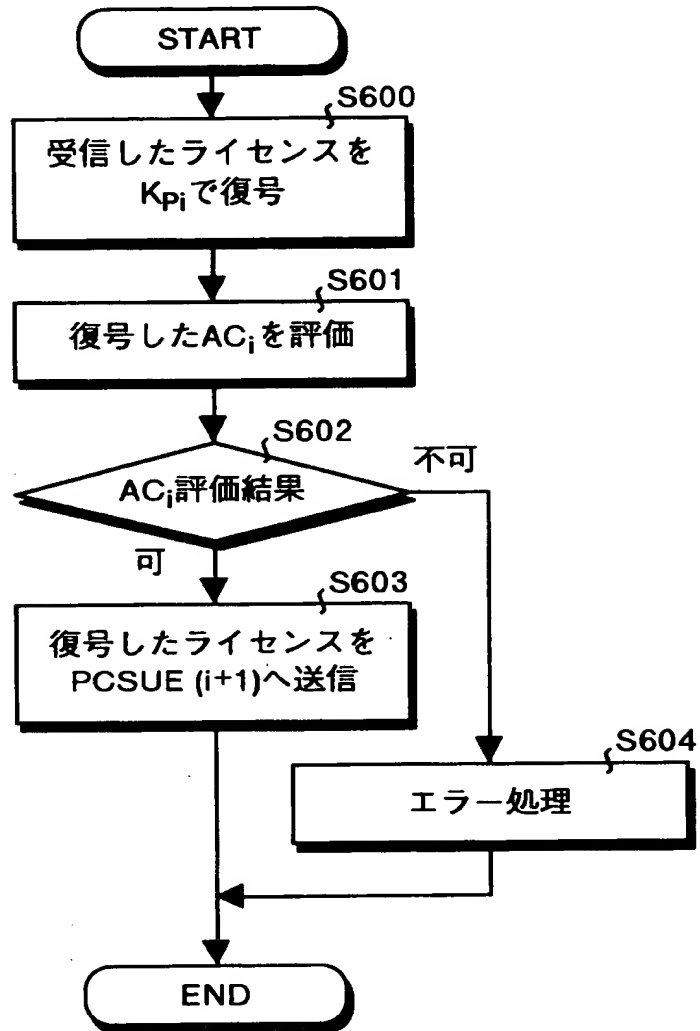 START
S600
受信したライセンスを
KPiで復号
S601
復号したACiを評価
S602
ACi評価結果
不可
可
S603
復号したライセンスを
PCSUE (i+1)へ送信
S604
エラー処理
END